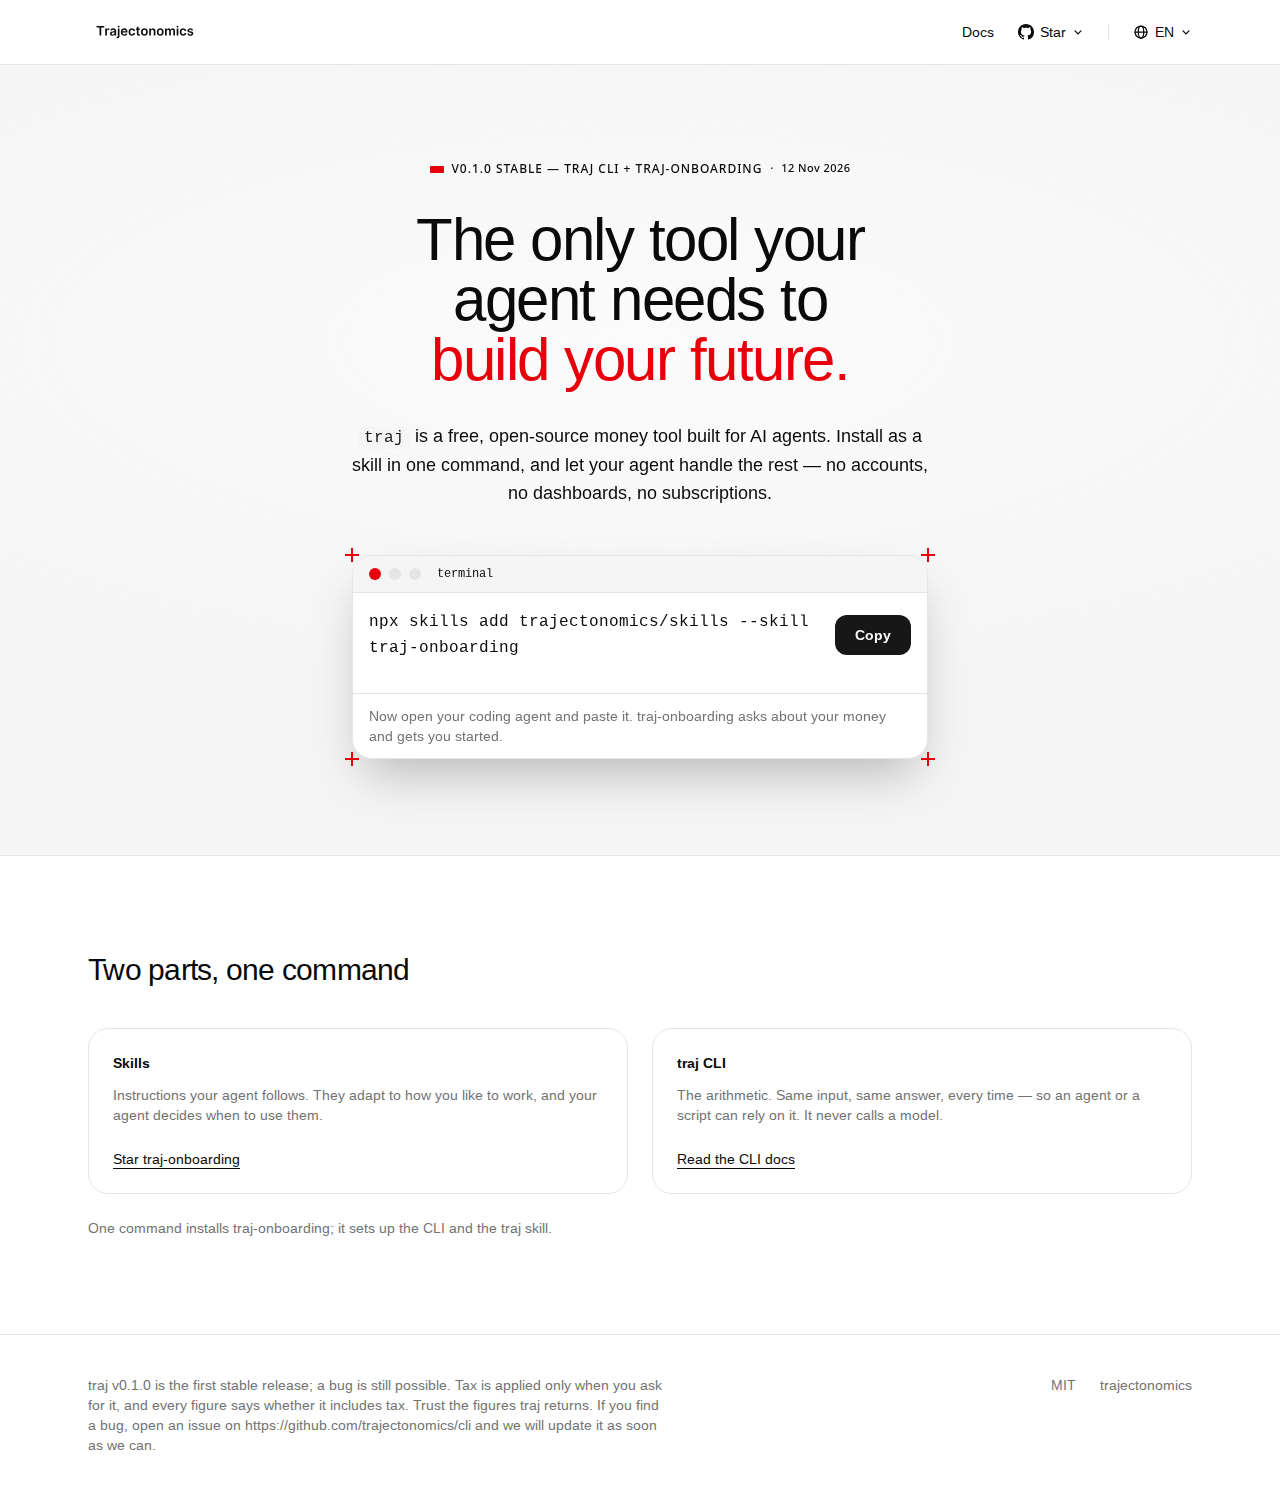 Trajectonomics
Docs
Star
EN
V0.1.0 STABLE — TRAJ CLI + TRAJ-ONBOARDING · 12 Nov 2026
The only tool your
agent needs to
build your future.
traj is a free, open-source money tool built for AI agents. Install as a
skill in one command, and let your agent handle the rest — no accounts,
no dashboards, no subscriptions.
terminal
npx skills add trajectonomics/skills --skill
traj-onboarding
Copy
Now open your coding agent and paste it. traj-onboarding asks about your money
and gets you started.
Two parts, one command
Skills
Instructions your agent follows. They adapt to how you like to work, and your
agent decides when to use them.
Star traj-onboarding
traj CLI
The arithmetic. Same input, same answer, every time — so an agent or a
script can rely on it. It never calls a model.
Read the CLI docs
One command installs traj-onboarding; it sets up the CLI and the traj skill.
traj v0.1.0 is the first stable release; a bug is still possible. Tax is applied only when you ask
for it, and every figure says whether it includes tax. Trust the figures traj returns. If you find
a bug, open an issue on https://github.com/trajectonomics/cli and we will update it as soon
as we can.
MIT
trajectonomics